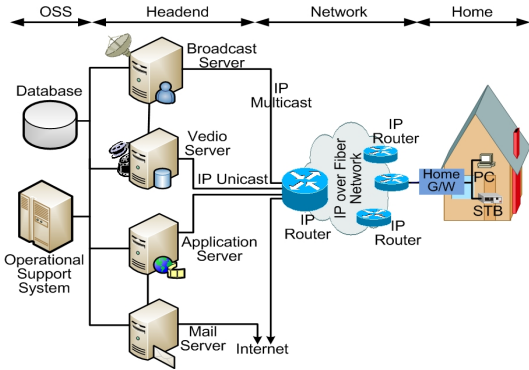 OSS
Headend
Network
Home
Broadcast
Server
Database
IP
Multicast
Vedio
Server
IP
Router
IP Unicast
IP over Fiber
Network
Home
G/W
PC
STB
IP
Router
IP
Router
Application
Server
Operational
Support
System
Mail
Server
Internet